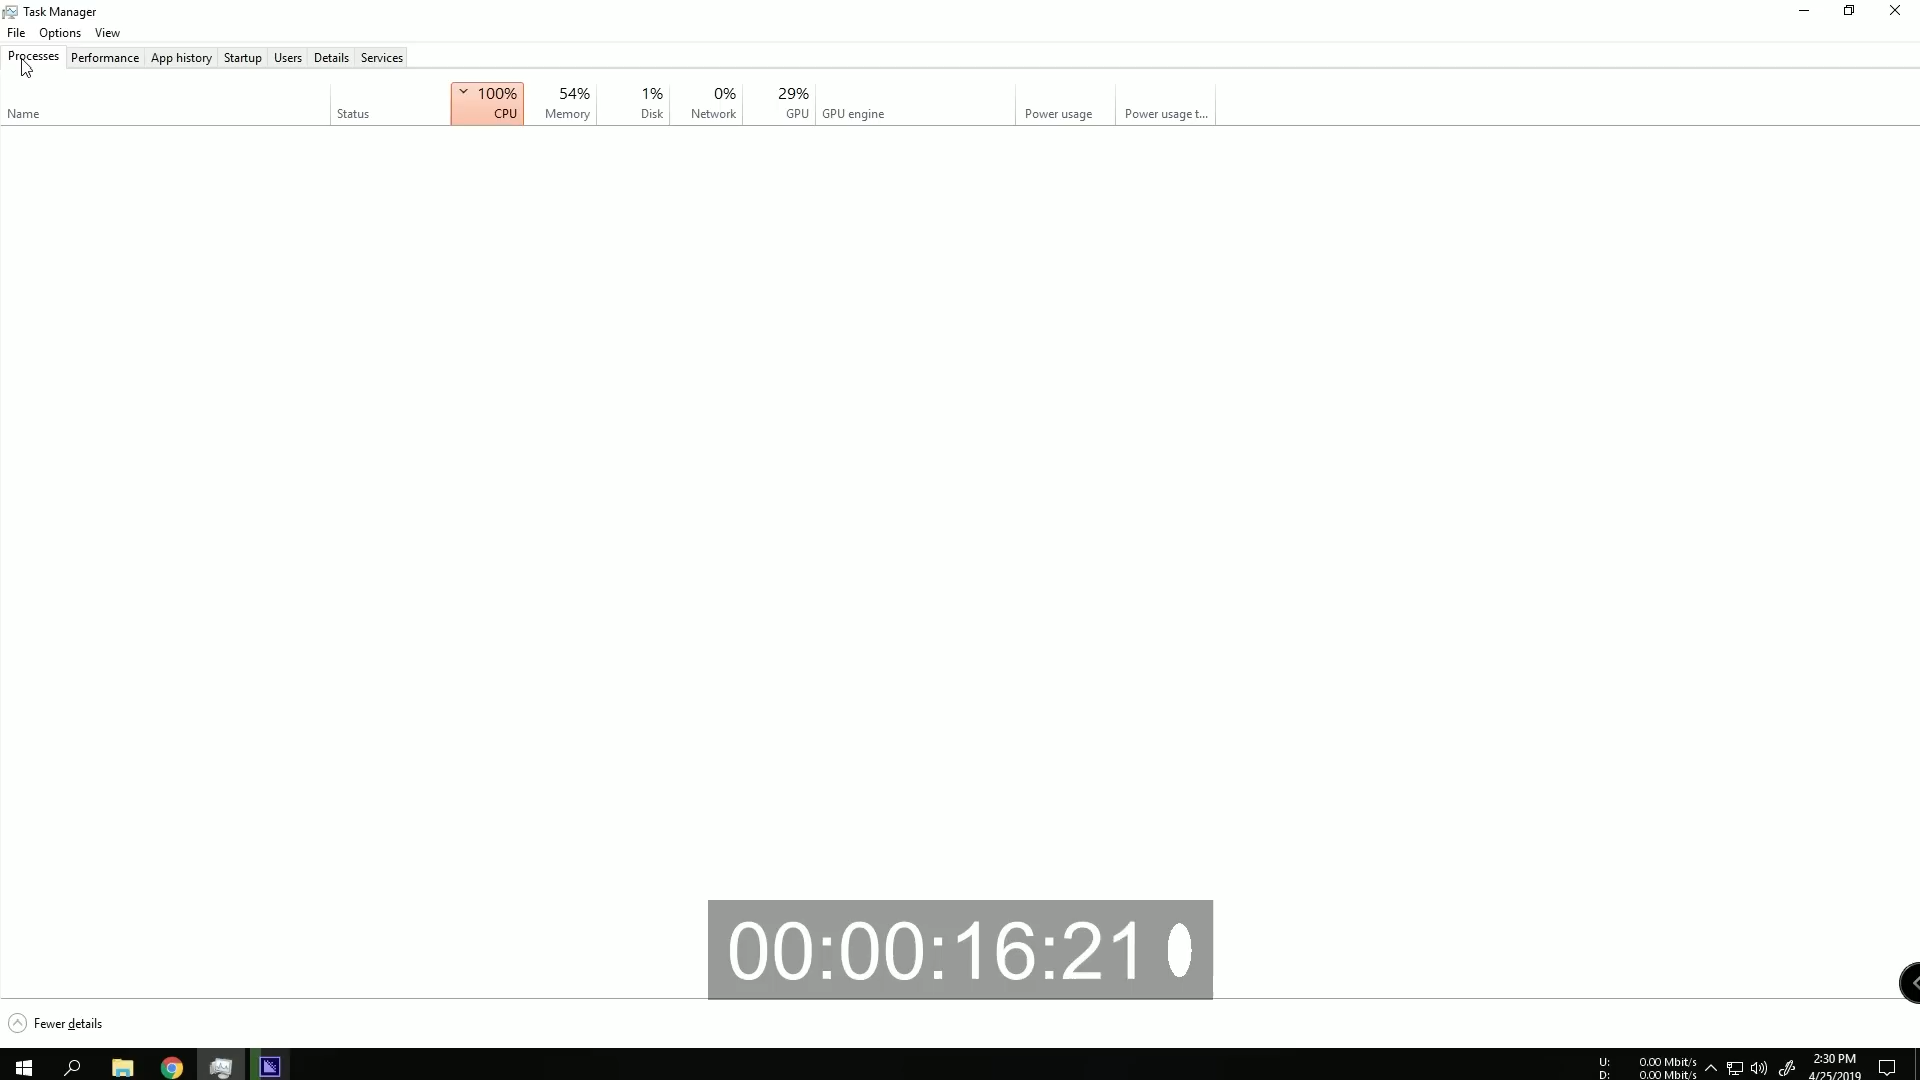 Task Manager
File Options View
Processes Performance App history Startup Users Details Services
100% 54% 1% 0% 29%
Name Status CPU Memory Disk Network GPU GPU engine Power usage Power usage t...
00:00:16:21
Fewer details
U: 0.00 Mbit/s
D: 0.00 Mbit/s
2:30 PM
4/25/2019